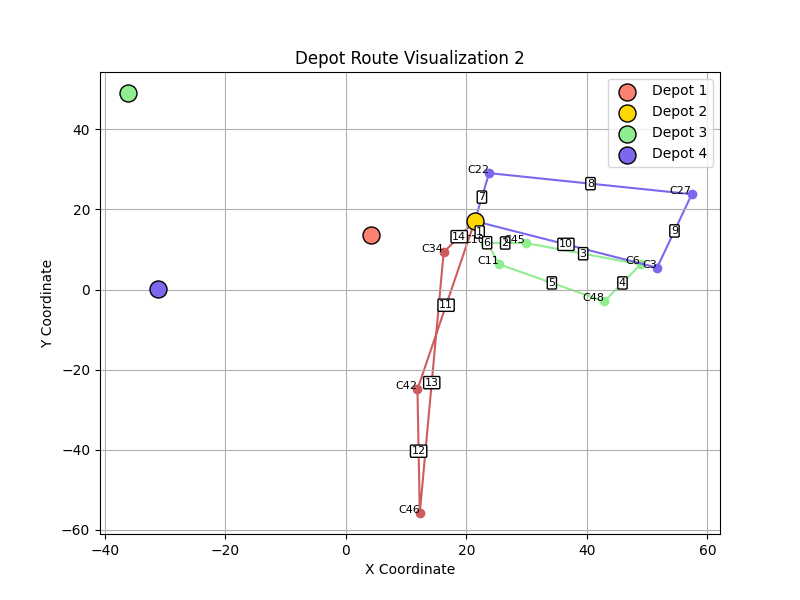 Depot Route Visualization 2
Depot 1
Depot 2
Depot 3
Depot 4
Y Coordinate
40
20
0
−20
−40
−60
−40
−20
0
20
40
60
X Coordinate
C22
C27
C34
C45
C11
C6
C3
C48
C42
C46
1
2
3
4
5
6
7
8
9
10
11
12
13
14